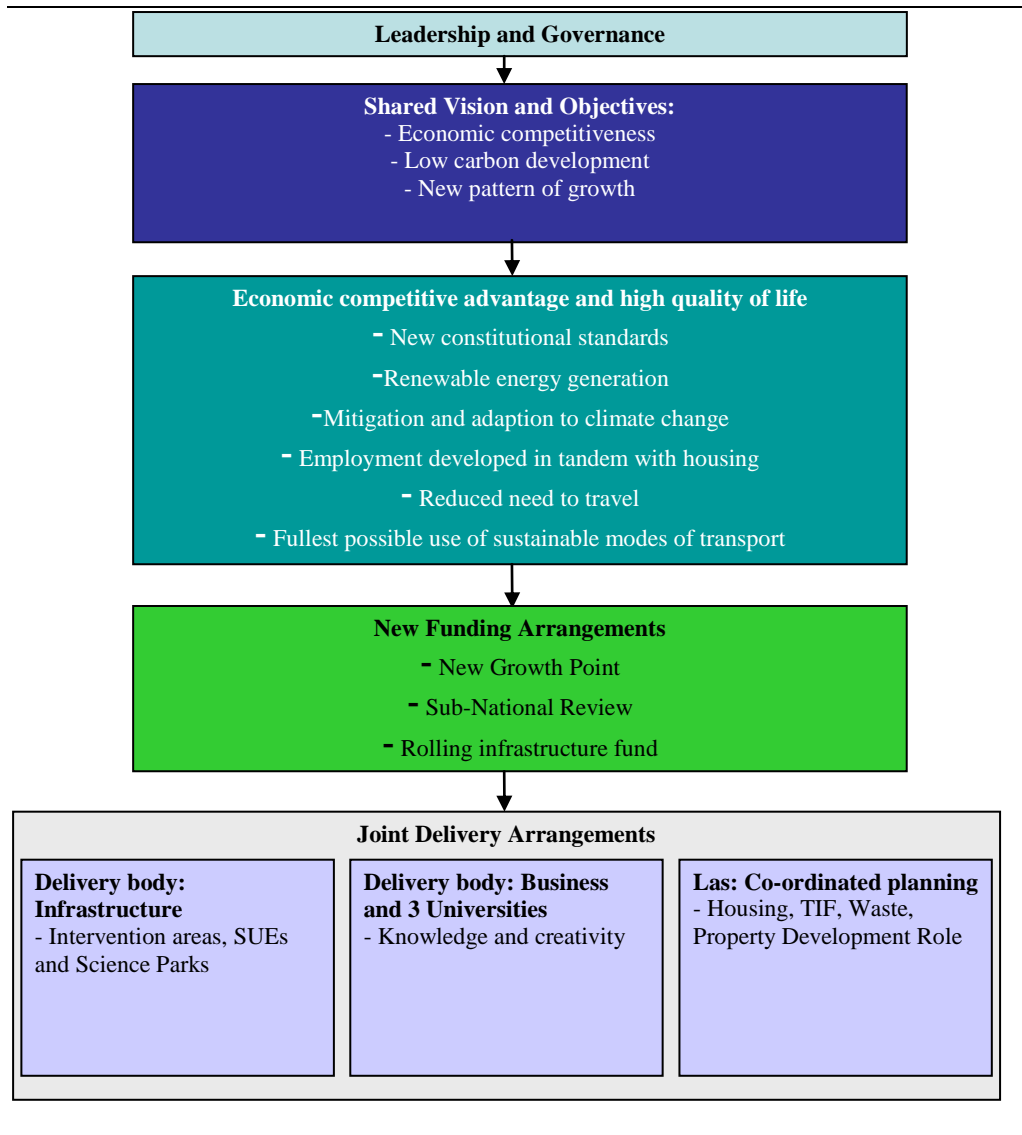 Leadership and Governance
Shared Vision and Objectives:
- Economic competitiveness
- Low carbon development
- New pattern of growth
Economic competitive advantage and high quality of life
- New constitutional standards
-Renewable energy generation
-Mitigation and adaption to climate change
- Employment developed in tandem with housing
- Reduced need to travel
- Fullest possible use of sustainable modes of transport
New Funding Arrangements
- New Growth Point
- Sub-National Review
- Rolling infrastructure fund
Joint Delivery Arrangements
Delivery body:
Infrastructure
- Intervention areas, SUEs
and Science Parks
Delivery body: Business
and 3 Universities
- Knowledge and creativity
Las: Co-ordinated planning
- Housing, TIF, Waste,
Property Development Role